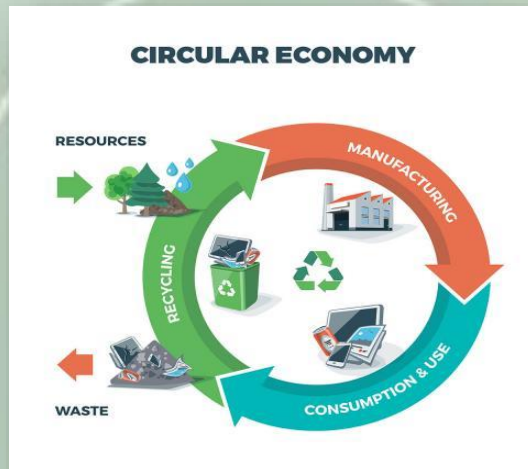 CIRCULAR ECONOMY
RESOURCES
MANUFACTURING
RECYCLING
CONSUMPTION & USE
WASTE